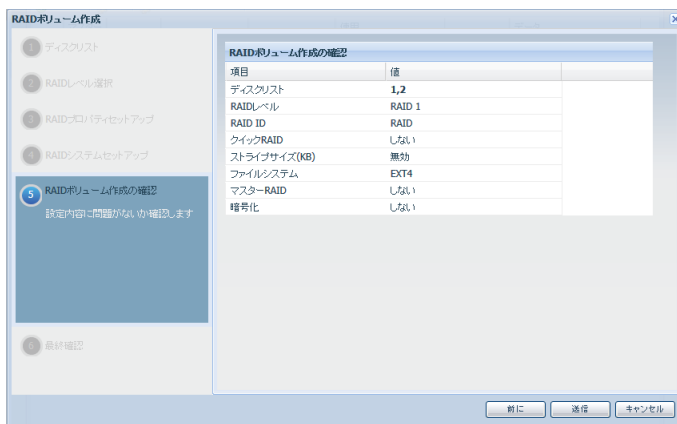 RAIDボリューム作成
1 ディスクリスト
2 RAIDレベル選択
3 RAIDプロパティセットアップ
4 RAIDシステムセットアップ
5 RAIDボリューム作成の確認
設定内容に問題がないか確認します
6 最終確認
RAIDボリューム作成の確認
項目 値
ディスクリスト 1,2
RAIDレベル RAID 1
RAID ID RAID
クイックRAID しない
ストライプサイズ(KB) 無効
ファイルシステム EXT4
マスターRAID しない
暗号化 しない
前に 送信 キャンセル